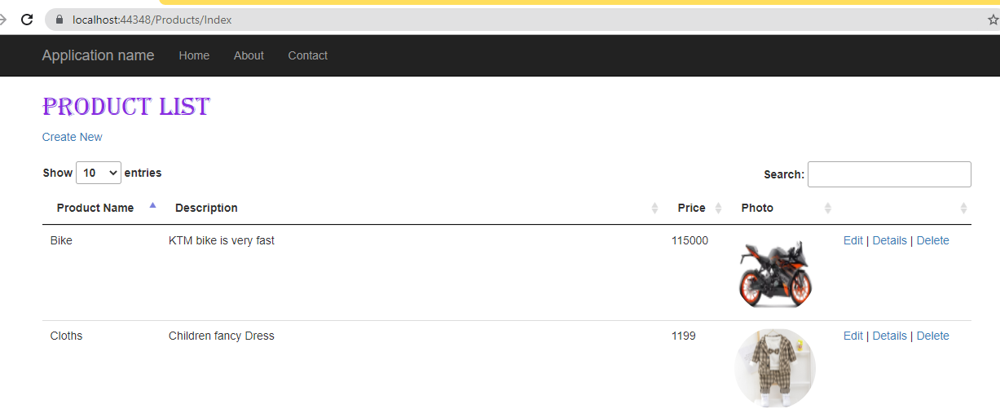 localhost:44348/Products/Index
Application name Home About Contact
PRODUCT LIST
Create New
Show 10 entries Search:
Product Name Description Price Photo
Bike KTM bike is very fast 115000 Edit | Details | Delete
Cloths Children fancy Dress 1199 Edit | Details | Delete